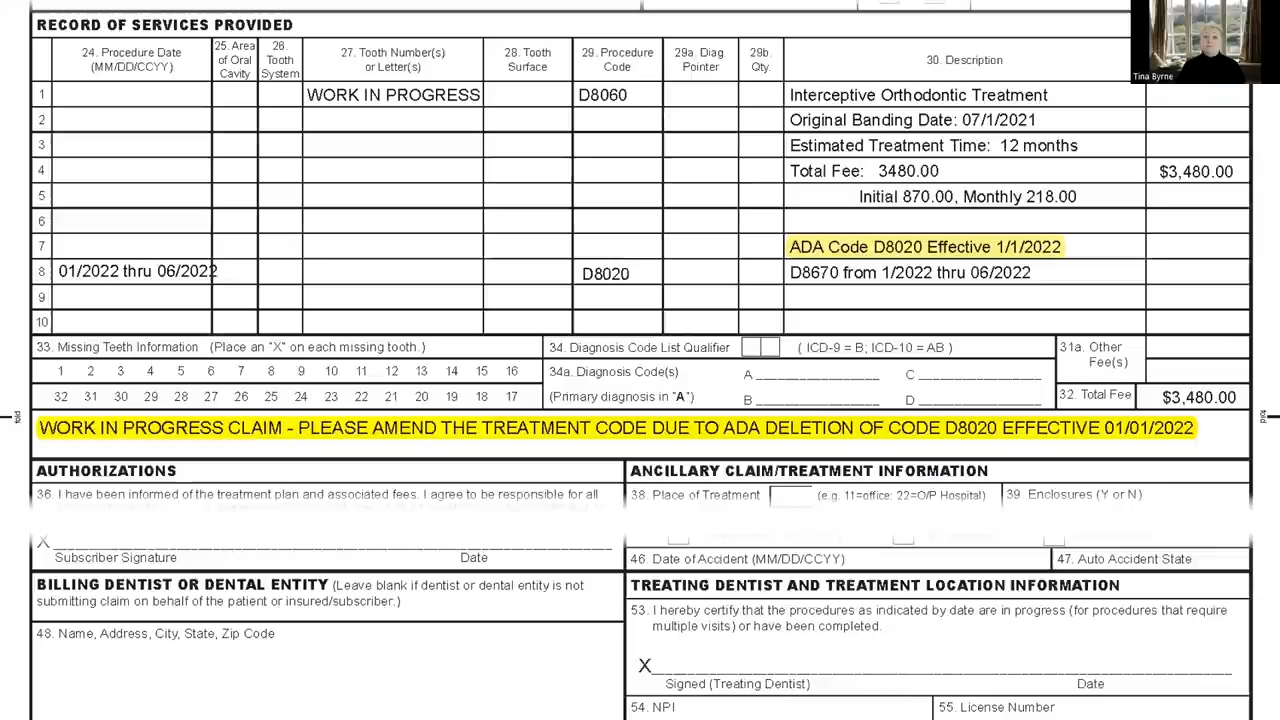 Tina Byrne
RECORD OF SERVICES PROVIDED
24. Procedure Date (MM/DD/CCYY)
25. Area of Oral Cavity
26. Tooth System
27. Tooth Number(s) or Letter(s)
28. Tooth Surface
29. Procedure Code
29a. Diag Pointer
29b. Qty.
30. Description
1 WORK IN PROGRESS D8060 Interceptive Orthodontic Treatment
2 Original Banding Date: 07/1/2021
3 Estimated Treatment Time: 12 months
4 Total Fee: 3480.00 $3,480.00
5 Initial 870.00, Monthly 218.00
6
7 ADA Code D8020 Effective 1/1/2022
8 01/2022 thru 06/2022 D8020 D8670 from 1/2022 thru 06/2022
9
10
33. Missing Teeth Information (Place an "X" on each missing tooth.)
1 2 3 4 5 6 7 8 9 10 11 12 13 14 15 16
32 31 30 29 28 27 26 25 24 23 22 21 20 19 18 17
34. Diagnosis Code List Qualifier ( ICD-9 = B; ICD-10 = AB )
34a. Diagnosis Code(s) A C
(Primary diagnosis in "A") B D
31a. Other Fee(s)
32. Total Fee $3,480.00
fold
WORK IN PROGRESS CLAIM - PLEASE AMEND THE TREATMENT CODE DUE TO ADA DELETION OF CODE D8020 EFFECTIVE 01/01/2022
fold
AUTHORIZATIONS
36. I have been informed of the treatment plan and associated fees. I agree to be responsible for all
X
Subscriber Signature Date
ANCILLARY CLAIM/TREATMENT INFORMATION
38. Place of Treatment (e.g. 11=office: 22=O/P Hospital)
39. Enclosures (Y or N)
46. Date of Accident (MM/DD/CCYY)
47. Auto Accident State
BILLING DENTIST OR DENTAL ENTITY (Leave blank if dentist or dental entity is not
submitting claim on behalf of the patient or insured/subscriber.)
48. Name, Address, City, State, Zip Code
TREATING DENTIST AND TREATMENT LOCATION INFORMATION
53. I hereby certify that the procedures as indicated by date are in progress (for procedures that require
multiple visits) or have been completed.
X
Signed (Treating Dentist) Date
54. NPI
55. License Number